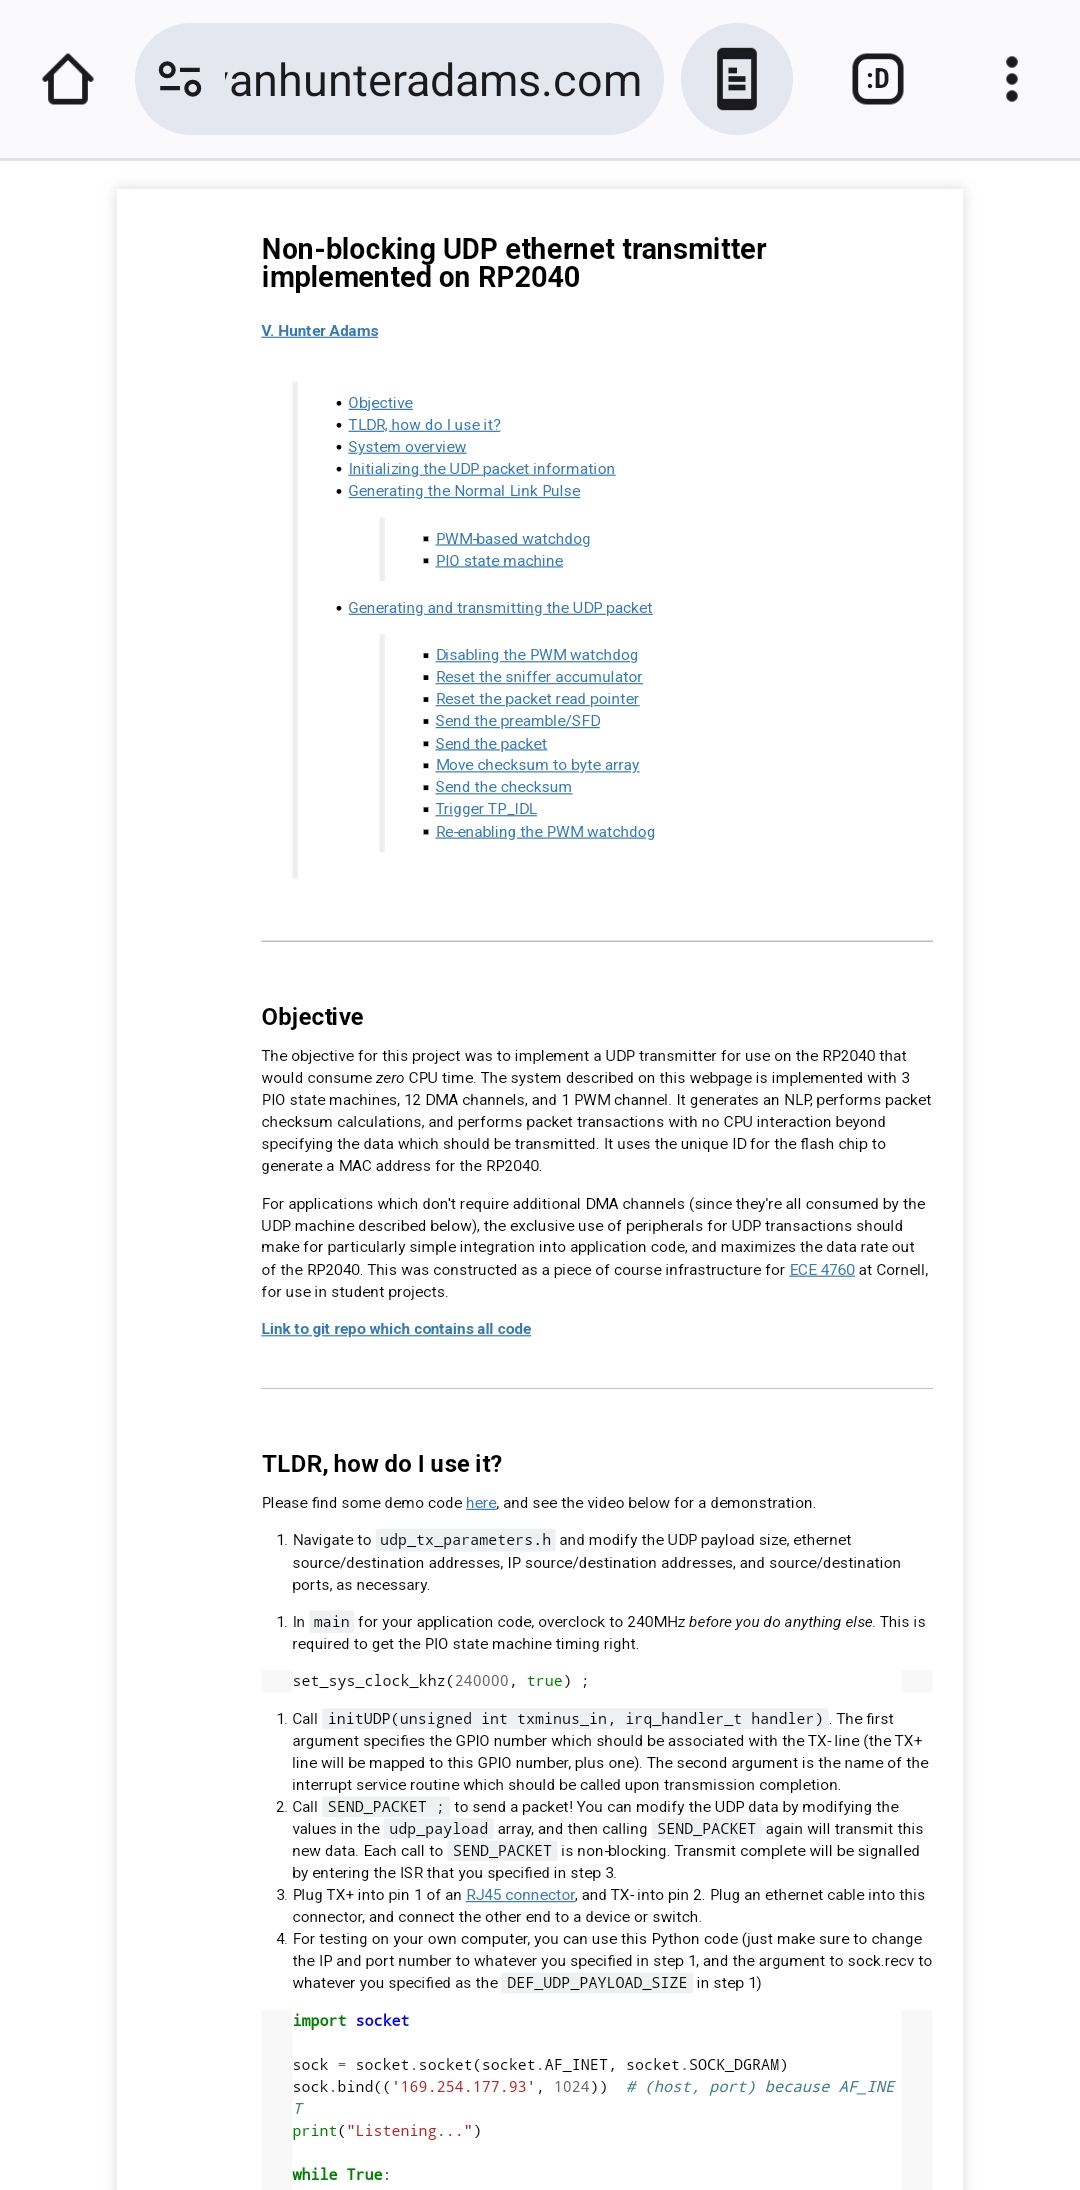 vanhunteradams.com
:D
Non-blocking UDP ethernet transmitter
implemented on RP2040
V. Hunter Adams
• Objective
• TLDR, how do I use it?
• System overview
• Initializing the UDP packet information
• Generating the Normal Link Pulse
▪ PWM-based watchdog
▪ PIO state machine
• Generating and transmitting the UDP packet
▪ Disabling the PWM watchdog
▪ Reset the sniffer accumulator
▪ Reset the packet read pointer
▪ Send the preamble/SFD
▪ Send the packet
▪ Move checksum to byte array
▪ Send the checksum
▪ Trigger TP_IDL
▪ Re-enabling the PWM watchdog
Objective
The objective for this project was to implement a UDP transmitter for use on the RP2040 that
would consume zero CPU time. The system described on this webpage is implemented with 3
PIO state machines, 12 DMA channels, and 1 PWM channel. It generates an NLP, performs packet
checksum calculations, and performs packet transactions with no CPU interaction beyond
specifying the data which should be transmitted. It uses the unique ID for the flash chip to
generate a MAC address for the RP2040.
For applications which don't require additional DMA channels (since they're all consumed by the
UDP machine described below), the exclusive use of peripherals for UDP transactions should
make for particularly simple integration into application code, and maximizes the data rate out
of the RP2040. This was constructed as a piece of course infrastructure for ECE 4760 at Cornell,
for use in student projects.
Link to git repo which contains all code
TLDR, how do I use it?
Please find some demo code here, and see the video below for a demonstration.
1. Navigate to udp_tx_parameters.h and modify the UDP payload size, ethernet
source/destination addresses, IP source/destination addresses, and source/destination
ports, as necessary.
1. In main for your application code, overclock to 240MHz before you do anything else. This is
required to get the PIO state machine timing right.
set_sys_clock_khz(240000, true) ;
1. Call initUDP(unsigned int txminus_in, irq_handler_t handler). The first
argument specifies the GPIO number which should be associated with the TX- line (the TX+
line will be mapped to this GPIO number, plus one). The second argument is the name of the
interrupt service routine which should be called upon transmission completion.
2. Call SEND_PACKET ; to send a packet! You can modify the UDP data by modifying the
values in the udp_payload array, and then calling SEND_PACKET again will transmit this
new data. Each call to SEND_PACKET is non-blocking. Transmit complete will be signalled
by entering the ISR that you specified in step 3.
3. Plug TX+ into pin 1 of an RJ45 connector, and TX- into pin 2. Plug an ethernet cable into this
connector, and connect the other end to a device or switch.
4. For testing on your own computer, you can use this Python code (just make sure to change
the IP and port number to whatever you specified in step 1, and the argument to sock.recv to
whatever you specified as the DEF_UDP_PAYLOAD_SIZE in step 1)
import socket
sock = socket.socket(socket.AF_INET, socket.SOCK_DGRAM)
sock.bind(('169.254.177.93', 1024))  # (host, port) because AF_INE
T
print("Listening...")
while True: